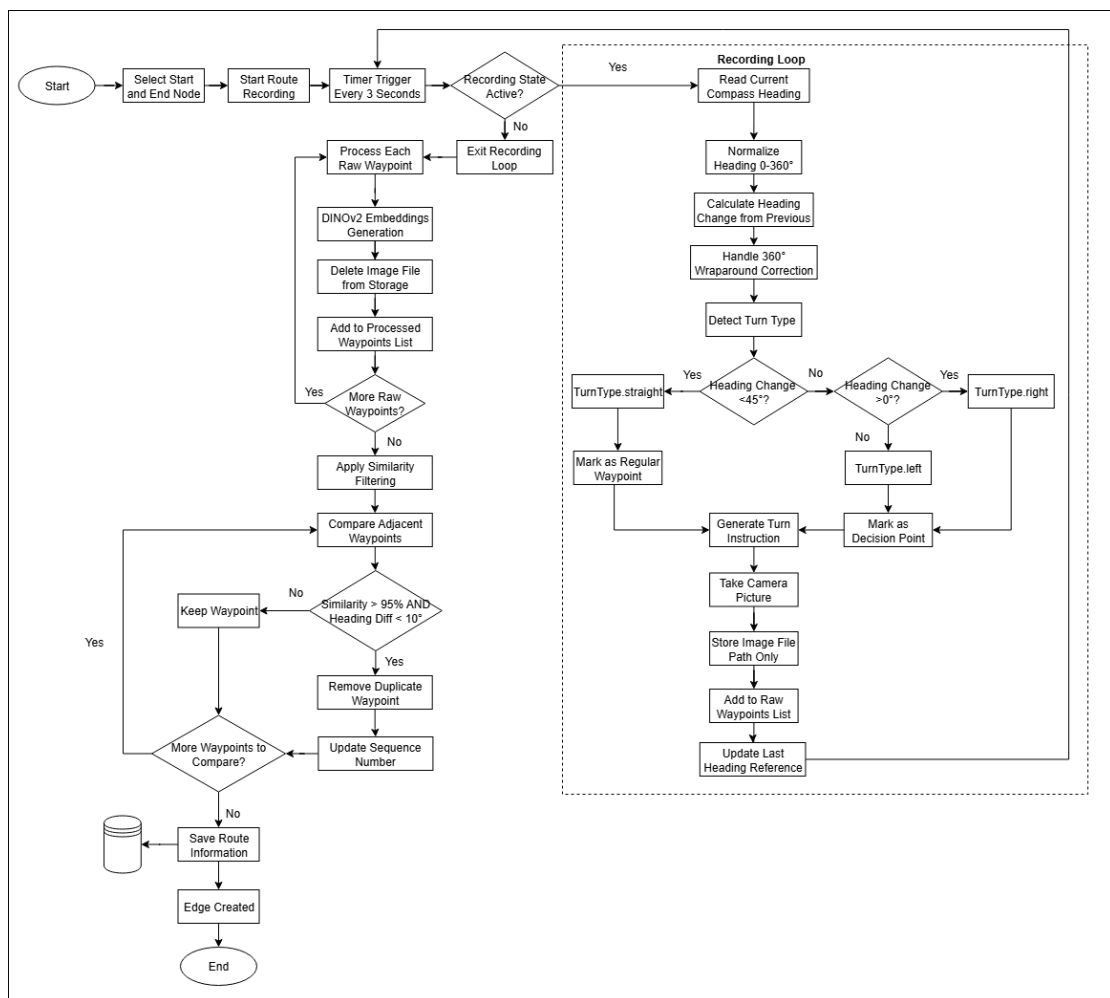 Start
Select Start
and End Node
Start Route
Recording
Timer Trigger
Every 3 Seconds
Recording State
Active?
Yes
No
Exit Recording
Loop
Process Each
Raw Waypoint
DINOv2 Embeddings
Generation
Delete Image File
from Storage
Add to Processed
Waypoints List
Yes
More Raw
Waypoints?
No
Apply Similarity
Filtering
Compare Adjacent
Waypoints
Similarity > 95% AND
Heading Diff < 10°
No
Keep Waypoint
Yes
Yes
Remove Duplicate
Waypoint
Update Sequence
Number
More Waypoints to
Compare?
No
Save Route
Information
Edge Created
End
Recording Loop
Read Current
Compass Heading
Normalize
Heading 0-360°
Calculate Heading
Change from Previous
Handle 360°
Wraparound Correction
Detect Turn Type
Heading Change
<45°?
Yes
No
TurnType.straight
Mark as Regular
Waypoint
Heading Change
>0°?
Yes
TurnType.right
No
TurnType.left
Mark as
Decision Point
Generate Turn
Instruction
Take Camera
Picture
Store Image File
Path Only
Add to Raw
Waypoints List
Update Last
Heading Reference